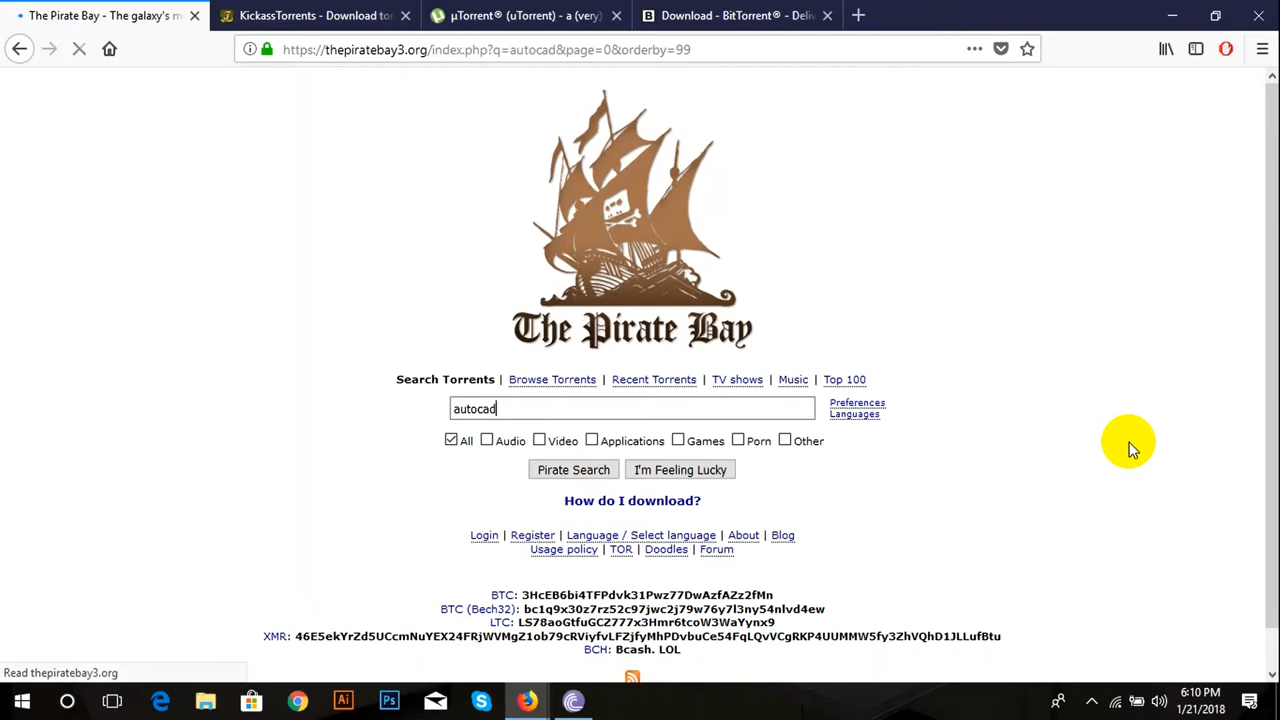 The Pirate Bay - The galaxy's m
KickassTorrents - Download tor
µTorrent® (uTorrent) - a (very)
Download - BitTorrent® - Deliv
https://thepiratebay3.org/index.php?q=autocad&page=0&orderby=99
The Pirate Bay
Search Torrents | Browse Torrents | Recent Torrents | TV shows | Music | Top 100
autocad
Preferences
Languages
All Audio Video Applications Games Porn Other
Pirate Search I'm Feeling Lucky
How do I download?
Login | Register | Language / Select language | About | Blog
Usage policy | TOR | Doodles | Forum
BTC: 3HcEB6bi4TFPdvk31Pwz77DwAzfAZz2fMn
BTC (Bech32): bc1q9x30z7rz52c97jwc2j79w76y7l3ny54nlvd4ew
LTC: LS78aoGtfuGCZ777x3Hmr6tcoW3WaYynx9
XMR: 46E5ekYrZd5UCcmNuYEX24FRjWVMgZ1ob79cRViyfvLFZjfyMhPDvbuCe54FqLQvVCgRKP4UUMMW5fy3ZhVQhD1JLLufBtu
BCH: Bcash. LOL
Read thepiratebay3.org
Ai
Ps
6:10 PM
1/21/2018